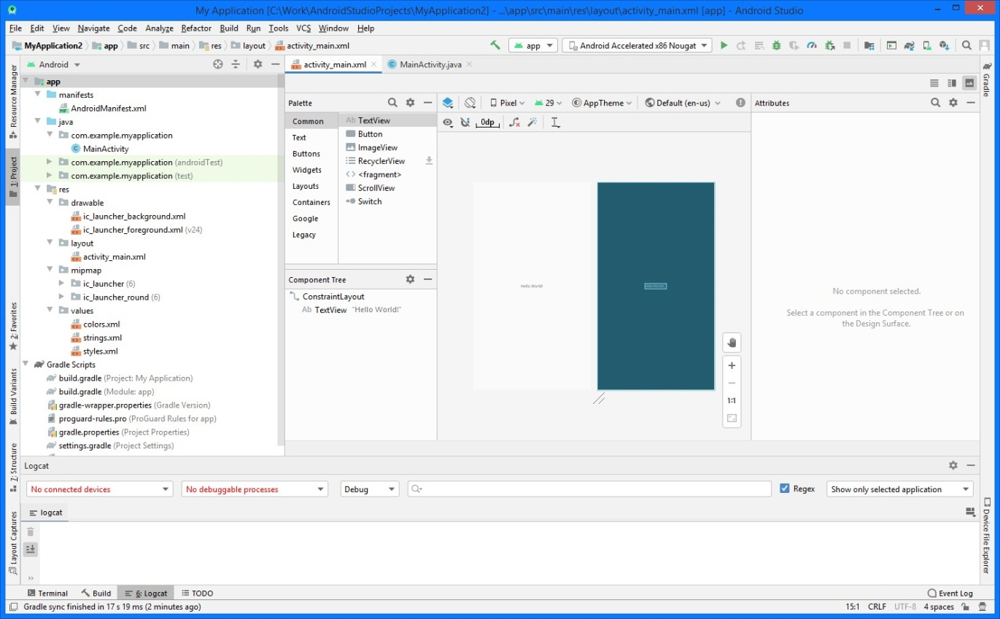 My Application [C:\Work\AndroidStudioProjects\MyApplication2] - ...\app\src\main\res\layout\activity_main.xml [app] - Android Studio
File Edit View Navigate Code Analyze Refactor Build Run Tools VCS Window Help
MyApplication2 app src main res layout activity_main.xml
app Android Accelerated x86 Nougat
Resource Manager
1: Project
2: Favorites
Build Variants
7: Structure
Layout Captures
Android
app
manifests
AndroidManifest.xml
java
com.example.myapplication
MainActivity
com.example.myapplication (androidTest)
com.example.myapplication (test)
res
drawable
ic_launcher_background.xml
ic_launcher_foreground.xml (v24)
layout
activity_main.xml
mipmap
ic_launcher (6)
ic_launcher_round (6)
values
colors.xml
strings.xml
styles.xml
Gradle Scripts
build.gradle (Project: My Application)
build.gradle (Module: app)
gradle-wrapper.properties (Gradle Version)
proguard-rules.pro (ProGuard Rules for app)
gradle.properties (Project Properties)
settings.gradle (Project Settings)
activity_main.xml MainActivity.java
Palette
Common
Text
Buttons
Widgets
Layouts
Containers
Google
Legacy
Ab TextView
Button
ImageView
RecyclerView
<fragment>
ScrollView
Switch
Component Tree
ConstraintLayout
Ab TextView "Hello World!"
Pixel 29 AppTheme Default (en-us)
0dp
Hello World!
1:1
Attributes
No component selected.
Select a component in the Component Tree or on
the Design Surface.
Gradle
Device File Explorer
Logcat
No connected devices No debuggable processes Debug Regex Show only selected application
logcat
Terminal Build 6: Logcat TODO Event Log
Gradle sync finished in 17 s 19 ms (2 minutes ago) 15:1 CRLF UTF-8 4 spaces